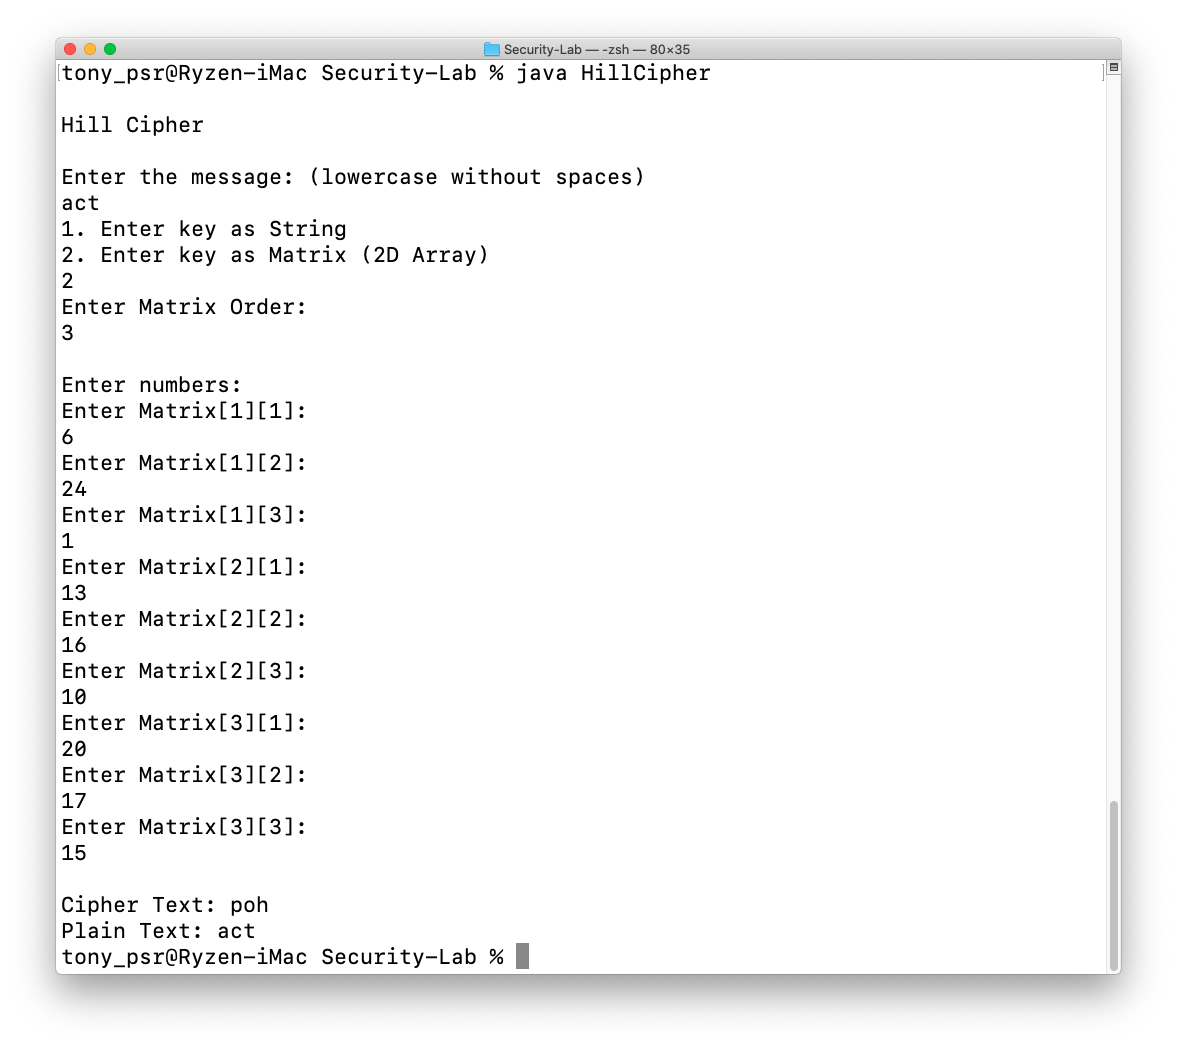 Security-Lab — -zsh — 80×35
tony_psr@Ryzen-iMac Security-Lab % java HillCipher
Hill Cipher
Enter the message: (lowercase without spaces)
act
1. Enter key as String
2. Enter key as Matrix (2D Array)
2
Enter Matrix Order:
3
Enter numbers:
Enter Matrix[1][1]:
6
Enter Matrix[1][2]:
24
Enter Matrix[1][3]:
1
Enter Matrix[2][1]:
13
Enter Matrix[2][2]:
16
Enter Matrix[2][3]:
10
Enter Matrix[3][1]:
20
Enter Matrix[3][2]:
17
Enter Matrix[3][3]:
15
Cipher Text: poh
Plain Text: act
tony_psr@Ryzen-iMac Security-Lab %